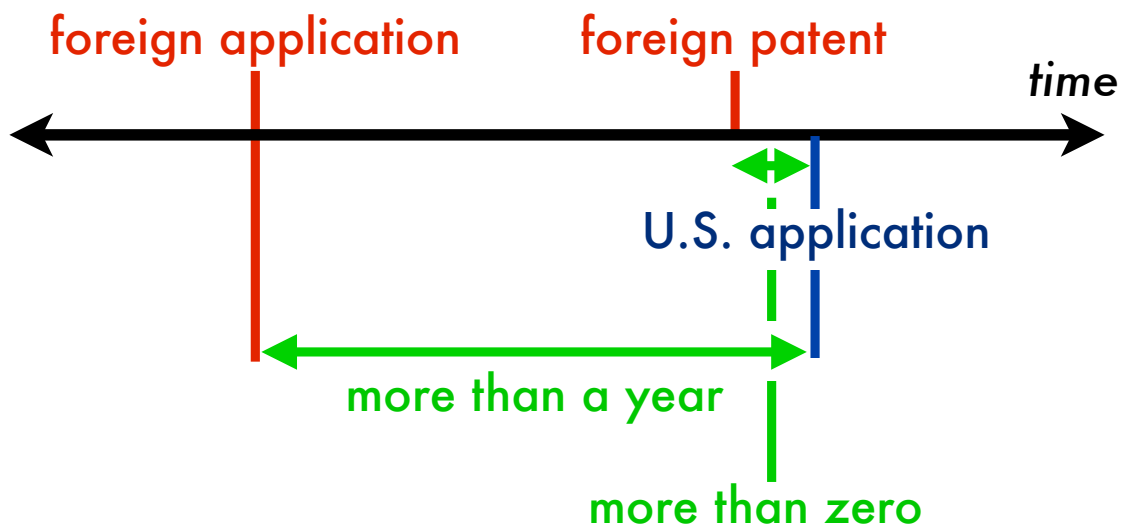 foreign application
foreign patent
time
U.S. application
more than a year
more than zero